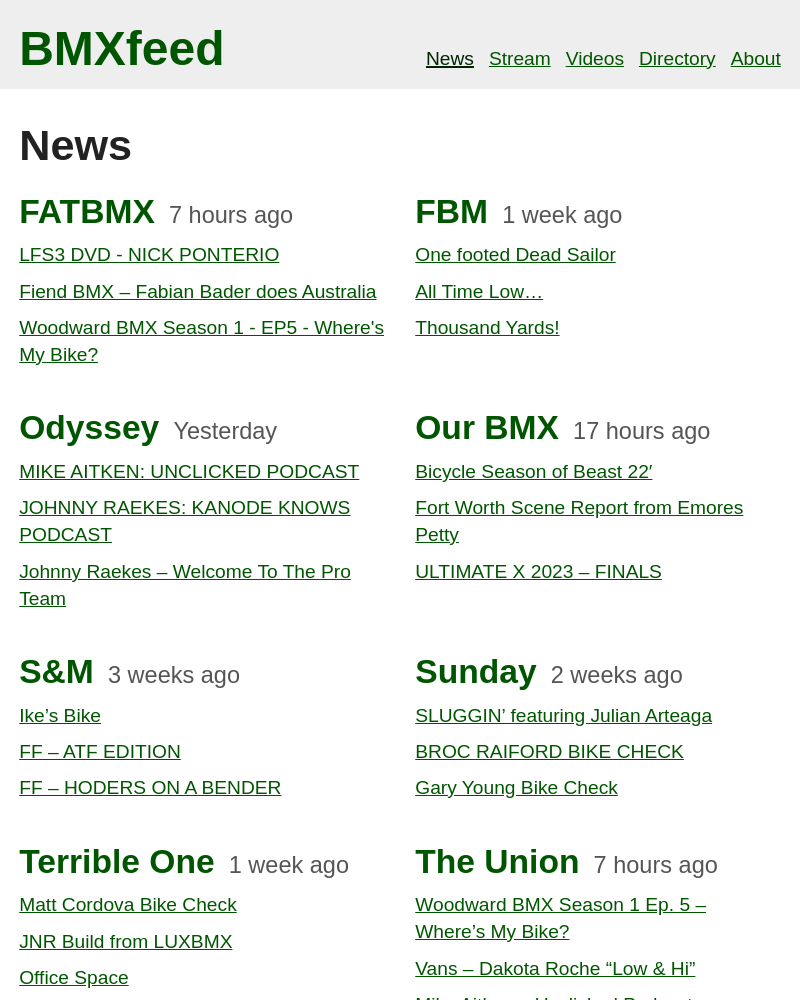 BMXfeed
News Stream Videos Directory About
News
FATBMX 7 hours ago
LFS3 DVD - NICK PONTERIO
Fiend BMX – Fabian Bader does Australia
Woodward BMX Season 1 - EP5 - Where's
My Bike?
FBM 1 week ago
One footed Dead Sailor
All Time Low…
Thousand Yards!
Odyssey Yesterday
MIKE AITKEN: UNCLICKED PODCAST
JOHNNY RAEKES: KANODE KNOWS
PODCAST
Johnny Raekes – Welcome To The Pro
Team
Our BMX 17 hours ago
Bicycle Season of Beast 22′
Fort Worth Scene Report from Emores
Petty
ULTIMATE X 2023 – FINALS
S&M 3 weeks ago
Ike’s Bike
FF – ATF EDITION
FF – HODERS ON A BENDER
Sunday 2 weeks ago
SLUGGIN’ featuring Julian Arteaga
BROC RAIFORD BIKE CHECK
Gary Young Bike Check
Terrible One 1 week ago
Matt Cordova Bike Check
JNR Build from LUXBMX
Office Space
The Union 7 hours ago
Woodward BMX Season 1 Ep. 5 –
Where’s My Bike?
Vans – Dakota Roche “Low & Hi”